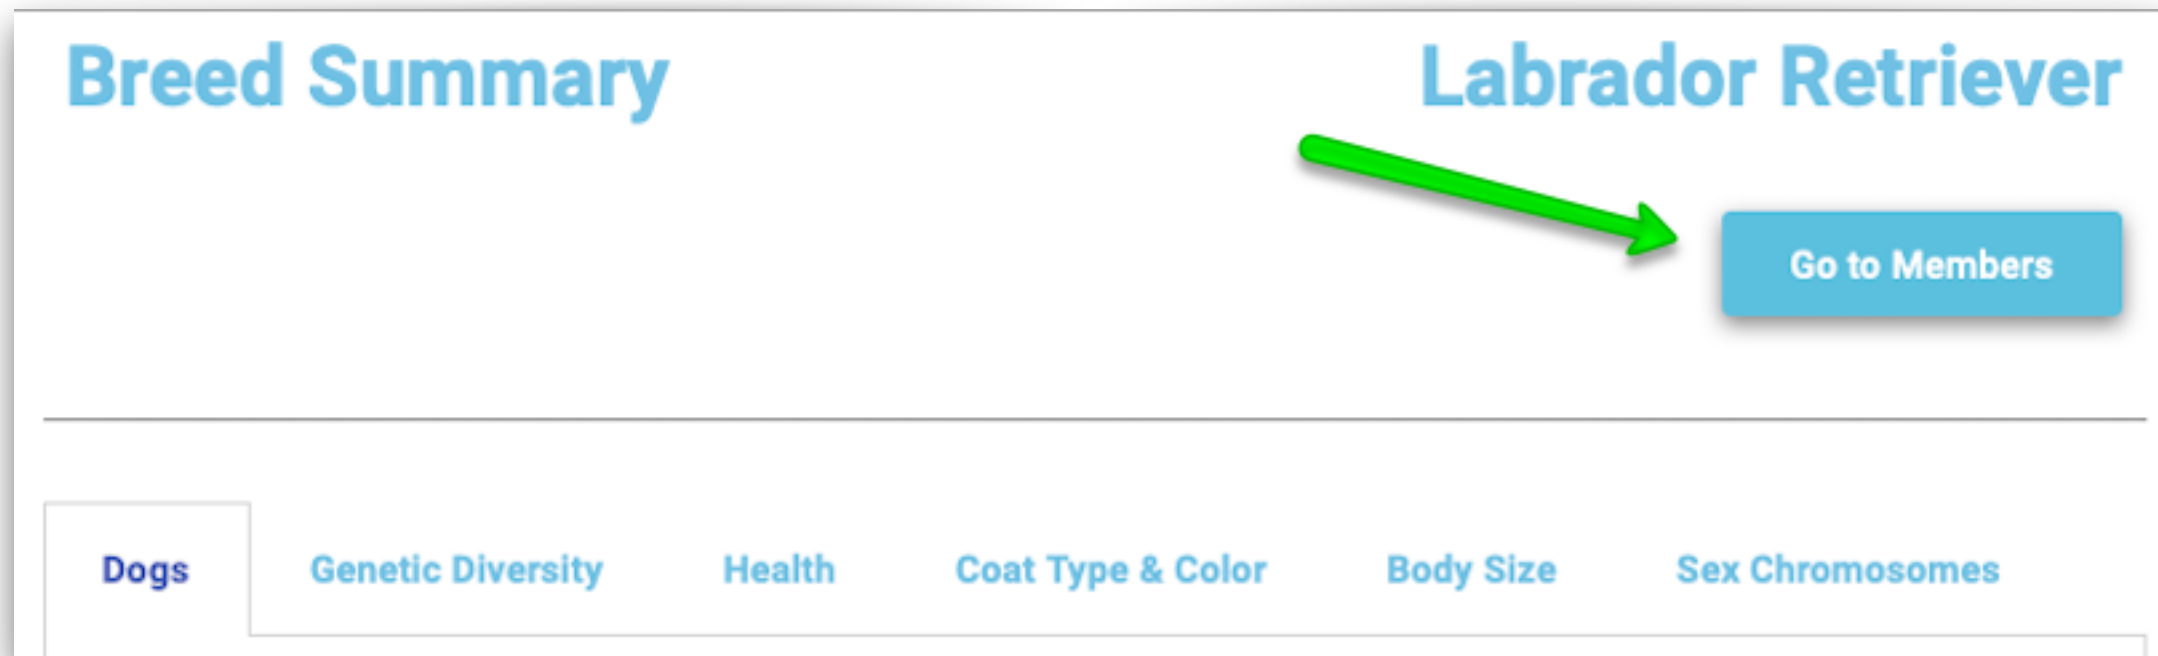 Breed Summary
Labrador Retriever
Go to Members
Dogs
Genetic Diversity
Health
Coat Type & Color
Body Size
Sex Chromosomes